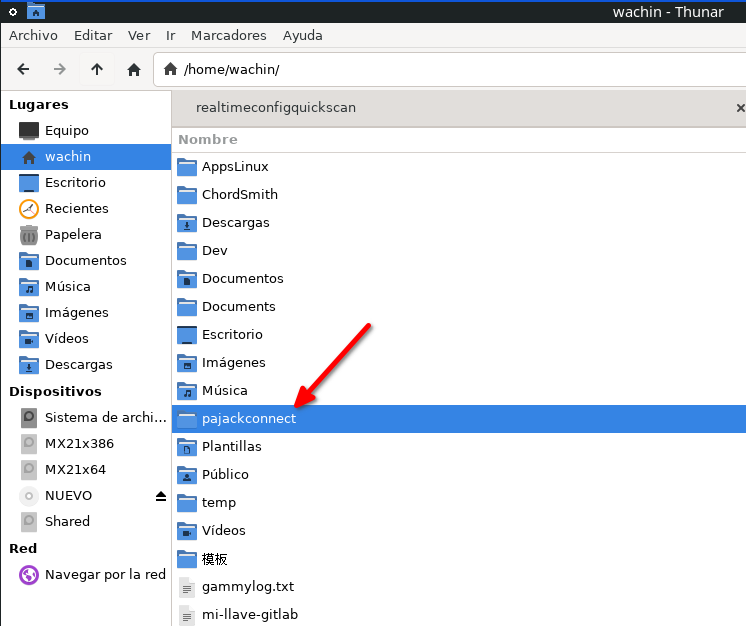 wachin - Thunar
Archivo Editar Ver Ir Marcadores Ayuda
/home/wachin/
Lugares
Equipo
wachin
Escritorio
Recientes
Papelera
Documentos
Música
Imágenes
Vídeos
Descargas
Dispositivos
Sistema de archi...
MX21x386
MX21x64
NUEVO
Shared
Red
Navegar por la red
realtimeconfigquickscan
Nombre
AppsLinux
ChordSmith
Descargas
Dev
Documentos
Documents
Escritorio
Imágenes
Música
pajackconnect
Plantillas
Público
temp
Vídeos
模板
gammylog.txt
mi-llave-gitlab